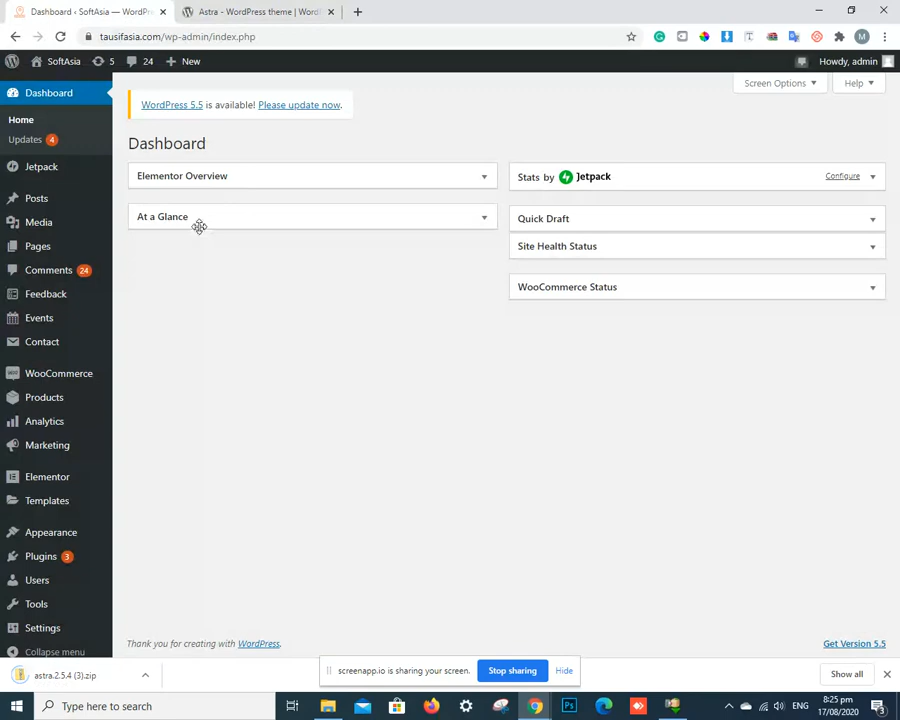 Dashboard ‹ SoftAsia — WordPr
Astra - WordPress theme | WordP
tausifasia.com/wp-admin/index.php
M
SoftAsia
5
24
New
Howdy, admin
Dashboard
Home
Updates 4
Jetpack
Posts
Media
Pages
Comments 24
Feedback
Events
Contact
WooCommerce
Products
Analytics
Marketing
Elementor
Templates
Appearance
Plugins 3
Users
Tools
Settings
Collapse menu
Screen Options
Help
WordPress 5.5 is available! Please update now.
Dashboard
Elementor Overview
At a Glance
Stats by Jetpack
Configure
Quick Draft
Site Health Status
WooCommerce Status
Thank you for creating with WordPress.
Get Version 5.5
astra.2.5.4 (3).zip
screenapp.io is sharing your screen.
Stop sharing
Hide
Show all
Type here to search
Ps
ENG
8:25 pm
17/08/2020
3